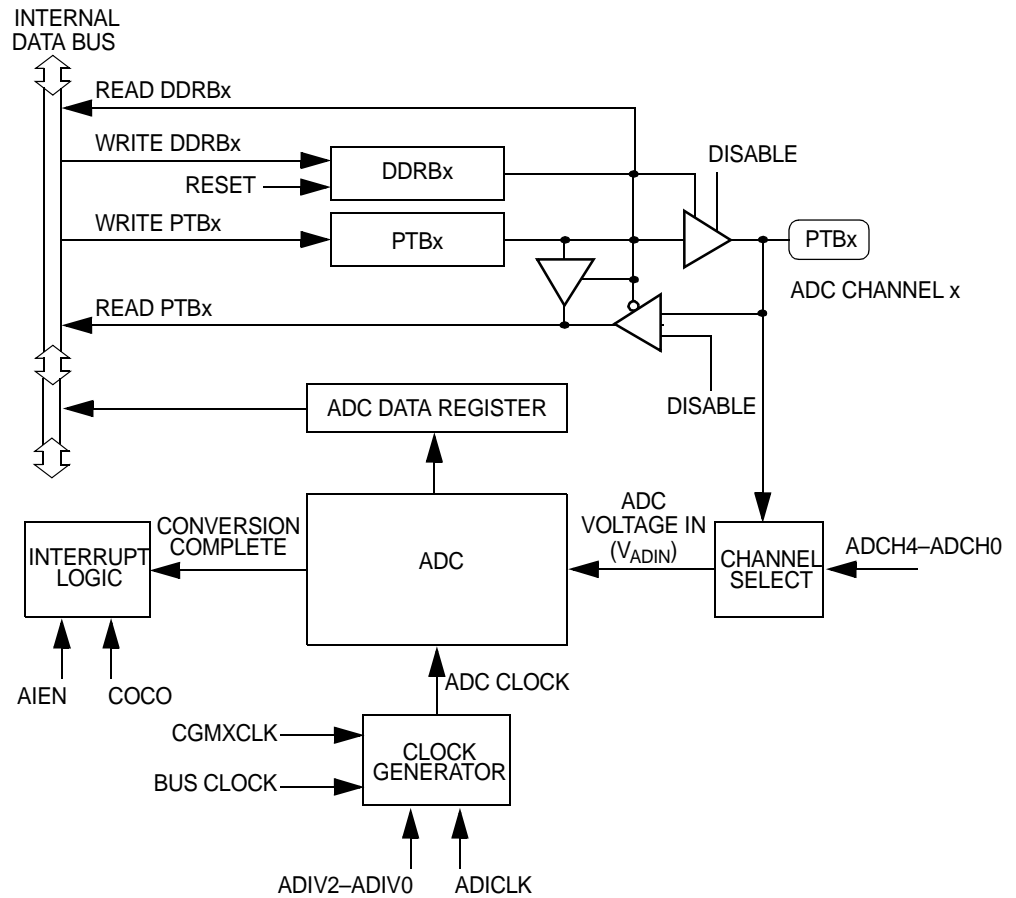 INTERNAL
DATA BUS
READ DDRBx
WRITE DDRBx
RESET
DDRBx
DISABLE
WRITE PTBx
PTBx
PTBx
ADC CHANNEL x
READ PTBx
DISABLE
ADC DATA REGISTER
INTERRUPT
LOGIC
CONVERSION
COMPLETE
ADC
ADC
VOLTAGE IN
(VADIN)
CHANNEL
SELECT
ADCH4–ADCH0
AIEN
COCO
ADC CLOCK
CGMXCLK
BUS CLOCK
CLOCK
GENERATOR
ADIV2–ADIV0
ADICLK